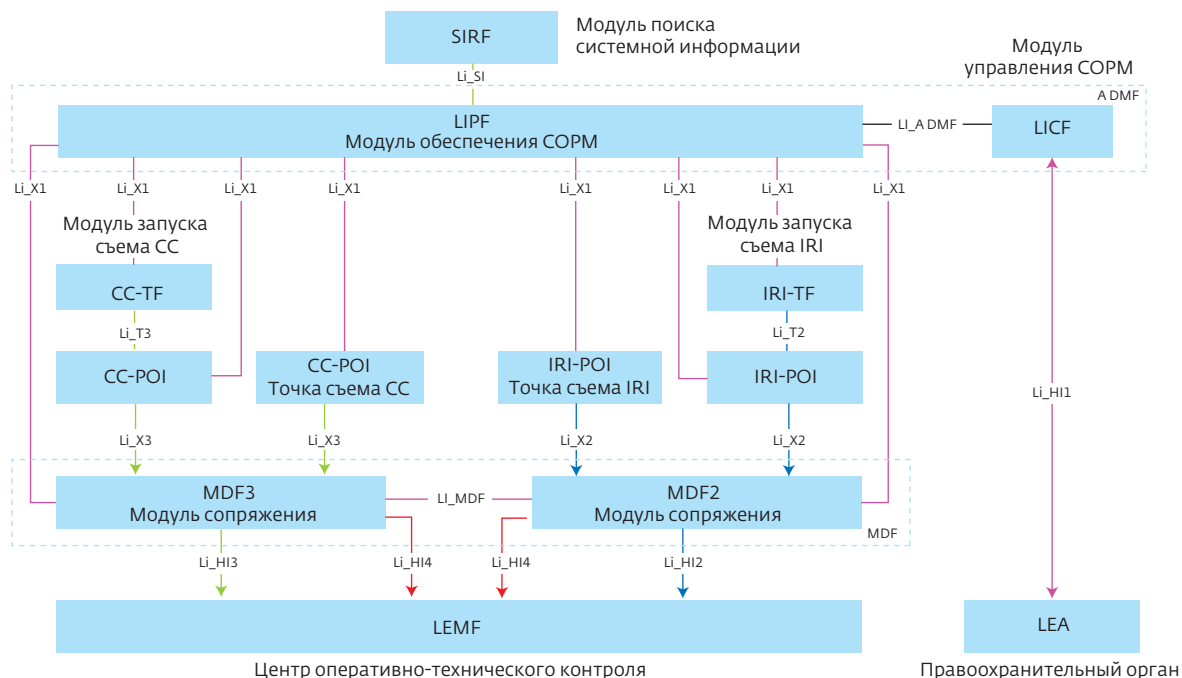 SIRF
Модуль поиска
системной информации
Модуль
управления СОРМ
Li_SI
A DMF
LIPF
Модуль обеспечения СОРМ
LI_A DMF
LICF
Li_X1
Li_X1
Li_X1
Li_X1
Li_X1
Li_X1
Li_X1
Li_X1
Модуль запуска
съема CC
Модуль запуска
съема IRI
CC-TF
IRI-TF
Li_T3
Li_T2
CC-POI
CC-POI
Точка съема CC
IRI-POI
Точка съема IRI
IRI-POI
Li_HI1
Li_X3
Li_X3
Li_X2
Li_X2
MDF3
Модуль сопряжения
LI_MDF
MDF2
Модуль сопряжения
MDF
Li_HI3
Li_HI4
Li_HI4
Li_HI2
LEMF
LEA
Центр оперативно-технического контроля
Правоохранительный орган